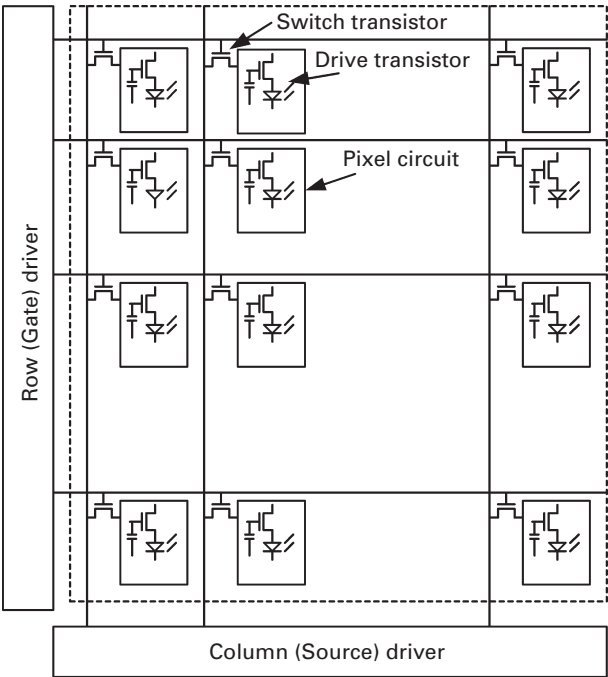 Switch transistor
Drive transistor
Pixel circuit
Row (Gate) driver
Column (Source) driver